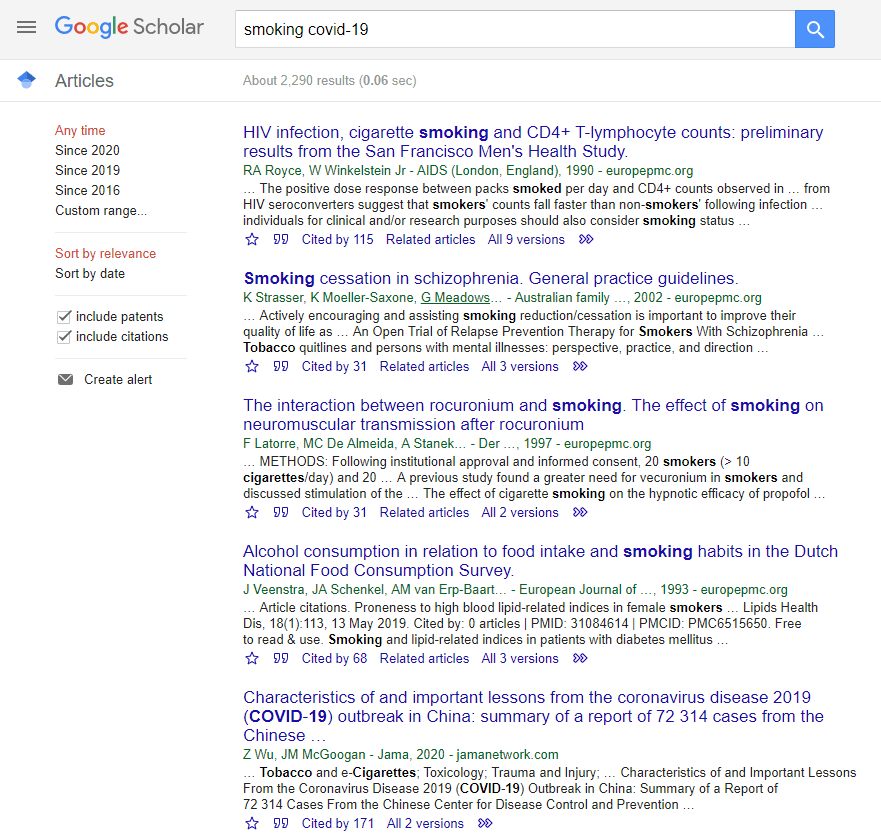 Google Scholar
smoking covid-19
Articles
About 2,290 results (0.06 sec)
Any time
Since 2020
Since 2019
Since 2016
Custom range...
Sort by relevance
Sort by date
include patents
include citations
Create alert
HIV infection, cigarette smoking and CD4+ T-lymphocyte counts: preliminary
results from the San Francisco Men's Health Study.
RA Royce, W Winkelstein Jr - AIDS (London, England), 1990 - europepmc.org
… The positive dose response between packs smoked per day and CD4+ counts observed in … from
HIV seroconverters suggest that smokers' counts fall faster than non-smokers' following infection …
individuals for clinical and/or research purposes should also consider smoking status …
Cited by 115 Related articles All 9 versions
Smoking cessation in schizophrenia. General practice guidelines.
K Strasser, K Moeller-Saxone, G Meadows… - Australian family …, 2002 - europepmc.org
… Actively encouraging and assisting smoking reduction/cessation is important to improve their
quality of life as … An Open Trial of Relapse Prevention Therapy for Smokers With Schizophrenia …
Tobacco quitlines and persons with mental illnesses: perspective, practice, and direction …
Cited by 31 Related articles All 3 versions
The interaction between rocuronium and smoking. The effect of smoking on
neuromuscular transmission after rocuronium
F Latorre, MC De Almeida, A Stanek… - Der …, 1997 - europepmc.org
… METHODS: Following institutional approval and informed consent, 20 smokers (> 10
cigarettes/day) and 20 … A previous study found a greater need for vecuronium in smokers and
discussed stimulation of the … The effect of cigarette smoking on the hypnotic efficacy of propofol …
Cited by 31 Related articles All 2 versions
Alcohol consumption in relation to food intake and smoking habits in the Dutch
National Food Consumption Survey.
J Veenstra, JA Schenkel, AM van Erp-Baart… - European Journal of …, 1993 - europepmc.org
… Article citations. Proneness to high blood lipid-related indices in female smokers … Lipids Health
Dis, 18(1):113, 13 May 2019. Cited by: 0 articles | PMID: 31084614 | PMCID: PMC6515650. Free
to read & use. Smoking and lipid-related indices in patients with diabetes mellitus …
Cited by 68 Related articles All 3 versions
Characteristics of and important lessons from the coronavirus disease 2019
(COVID-19) outbreak in China: summary of a report of 72 314 cases from the
Chinese …
Z Wu, JM McGoogan - Jama, 2020 - jamanetwork.com
… Tobacco and e-Cigarettes; Toxicology; Trauma and Injury; … Characteristics of and Important Lessons
From the Coronavirus Disease 2019 (COVID-19) Outbreak in China: Summary of a Report of
72 314 Cases From the Chinese Center for Disease Control and Prevention …
Cited by 171 All 2 versions